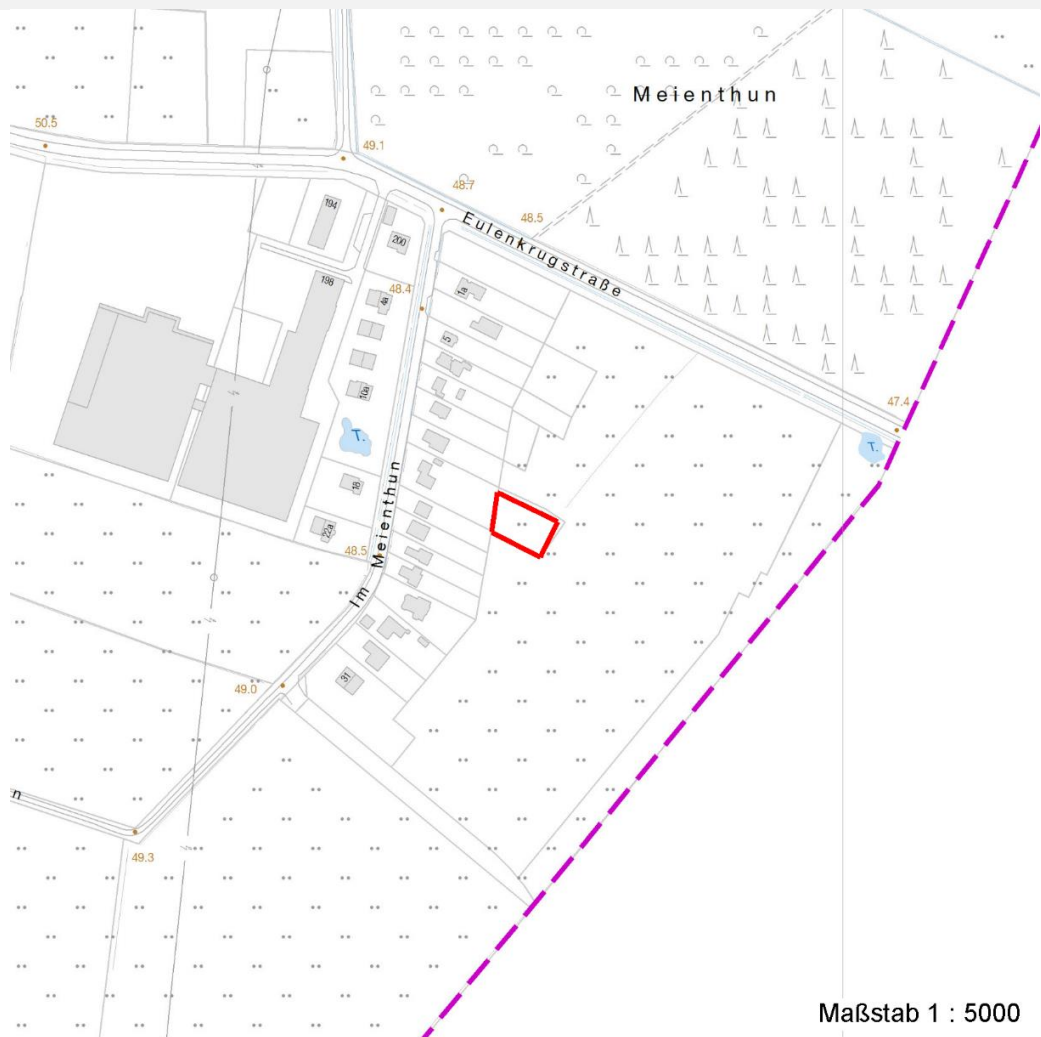 Meienthun
50.5
49.1
48.7
48.5
194
200
Eulenkrugstraße
198
1a
4a
48.4
5
10a
47.4
T.
T.
Im Meienthun
18
22a
48.5
31
49.0
n
49.3
Maßstab 1 : 5000